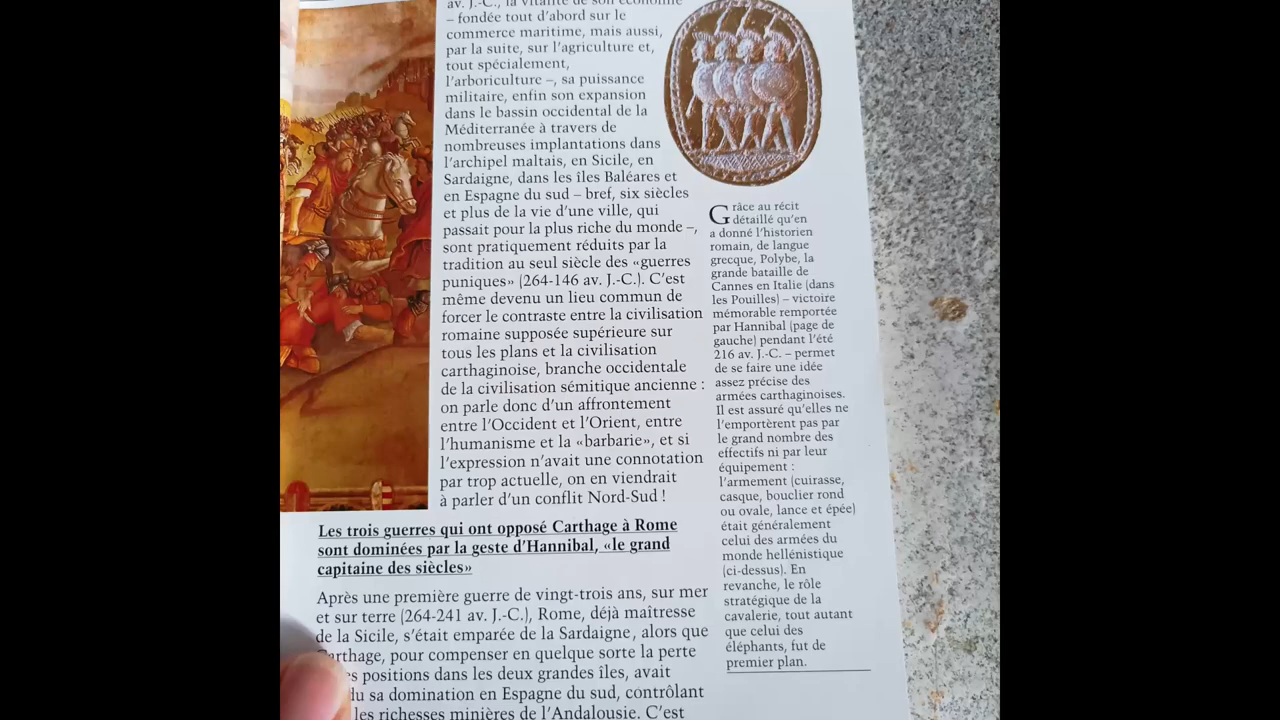 av. J.-C., la vitalité de son économie
– fondée tout d'abord sur le
commerce maritime, mais aussi,
par la suite, sur l'agriculture et,
tout spécialement,
l'arboriculture –, sa puissance
militaire, enfin son expansion
dans le bassin occidental de la
Méditerranée à travers de
nombreuses implantations dans
l'archipel maltais, en Sicile, en
Sardaigne, dans les îles Baléares et
en Espagne du sud – bref, six siècles
et plus de la vie d'une ville, qui
passait pour la plus riche du monde –,
sont pratiquement réduits par la
tradition au seul siècle des «guerres
puniques» (264-146 av. J.-C.). C'est
même devenu un lieu commun de
forcer le contraste entre la civilisation
romaine supposée supérieure sur
tous les plans et la civilisation
carthaginoise, branche occidentale
de la civilisation sémitique ancienne :
on parle donc d'un affrontement
entre l'Occident et l'Orient, entre
l'humanisme et la «barbarie», et si
l'expression n'avait une connotation
par trop actuelle, on en viendrait
à parler d'un conflit Nord-Sud !
Les trois guerres qui ont opposé Carthage à Rome
sont dominées par la geste d'Hannibal, «le grand
capitaine des siècles»
Après une première guerre de vingt-trois ans, sur mer
et sur terre (264-241 av. J.-C.), Rome, déjà maîtresse
de la Sicile, s'était emparée de la Sardaigne, alors que
Carthage, pour compenser en quelque sorte la perte
positions dans les deux grandes îles, avait
sa domination en Espagne du sud, contrôlant
les richesses minières de l'Andalousie. C'est
Grâce au récit
détaillé qu'en
a donné l'historien
romain, de langue
grecque, Polybe, la
grande bataille de
Cannes en Italie (dans
les Pouilles) – victoire
mémorable remportée
par Hannibal (page de
gauche) pendant l'été
216 av. J.-C. – permet
de se faire une idée
assez précise des
armées carthaginoises.
Il est assuré qu'elles ne
l'emportèrent pas par
le grand nombre des
effectifs ni par leur
équipement :
l'armement (cuirasse,
casque, bouclier rond
ou ovale, lance et épée)
était généralement
celui des armées du
monde hellénistique
(ci-dessus). En
revanche, le rôle
stratégique de la
cavalerie, tout autant
que celui des
éléphants, fut de
premier plan.